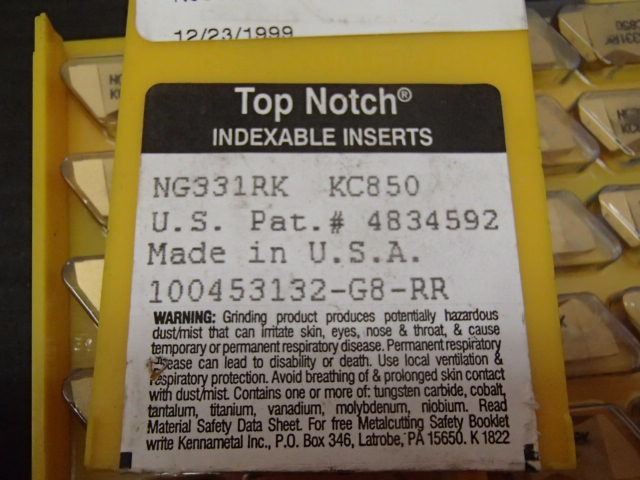 12/23/1999
Top Notch®
INDEXABLE INSERTS
NG331RK KC850
U.S. Pat.# 4834592
Made in U.S.A.
100453132-G8-RR
WARNING: Grinding product produces potentially hazardous
dust/mist that can irritate skin, eyes, nose & throat, & cause
temporary or permanent respiratory disease. Permanent respiratory
disease can lead to disability or death. Use local ventilation &
respiratory protection. Avoid breathing of & prolonged skin contact
with dust/mist. Contains one or more of: tungsten carbide, cobalt,
tantalum, titanium, vanadium, molybdenum, niobium. Read
Material Safety Data Sheet. For free Metalcutting Safety Booklet
write Kennametal Inc., P.O. Box 346, Latrobe, PA 15650. K 1822